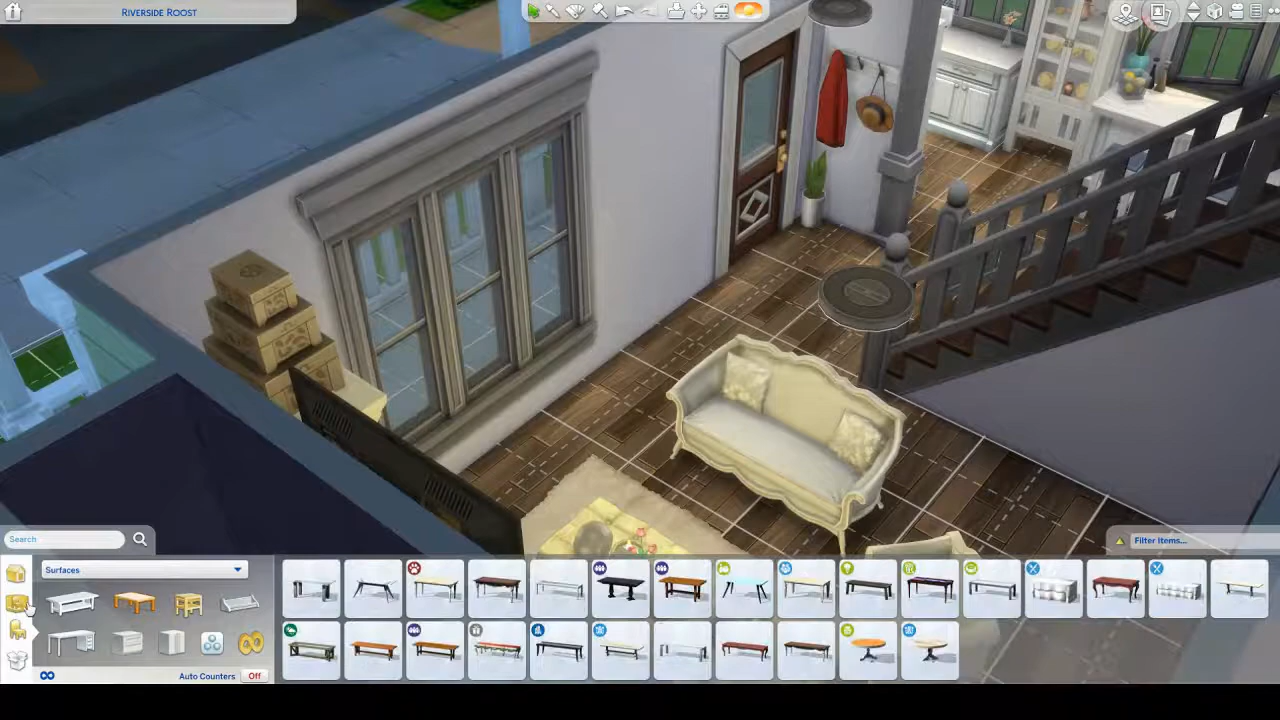 RIVERSIDE ROOST
Search
Filter Items...
Surfaces
Auto Counters
Off